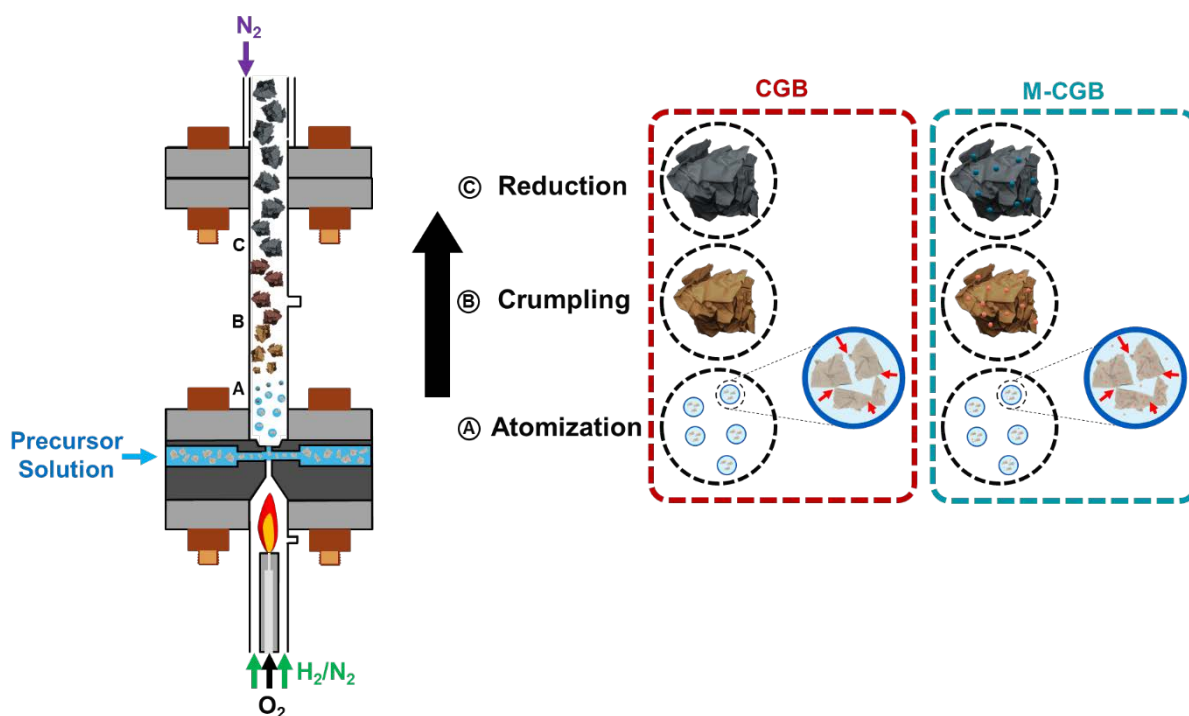 N₂
C
B
A
Precursor
Solution
H₂/N₂
O₂
Ⓒ Reduction
Ⓑ Crumpling
Ⓐ Atomization
CGB
M-CGB